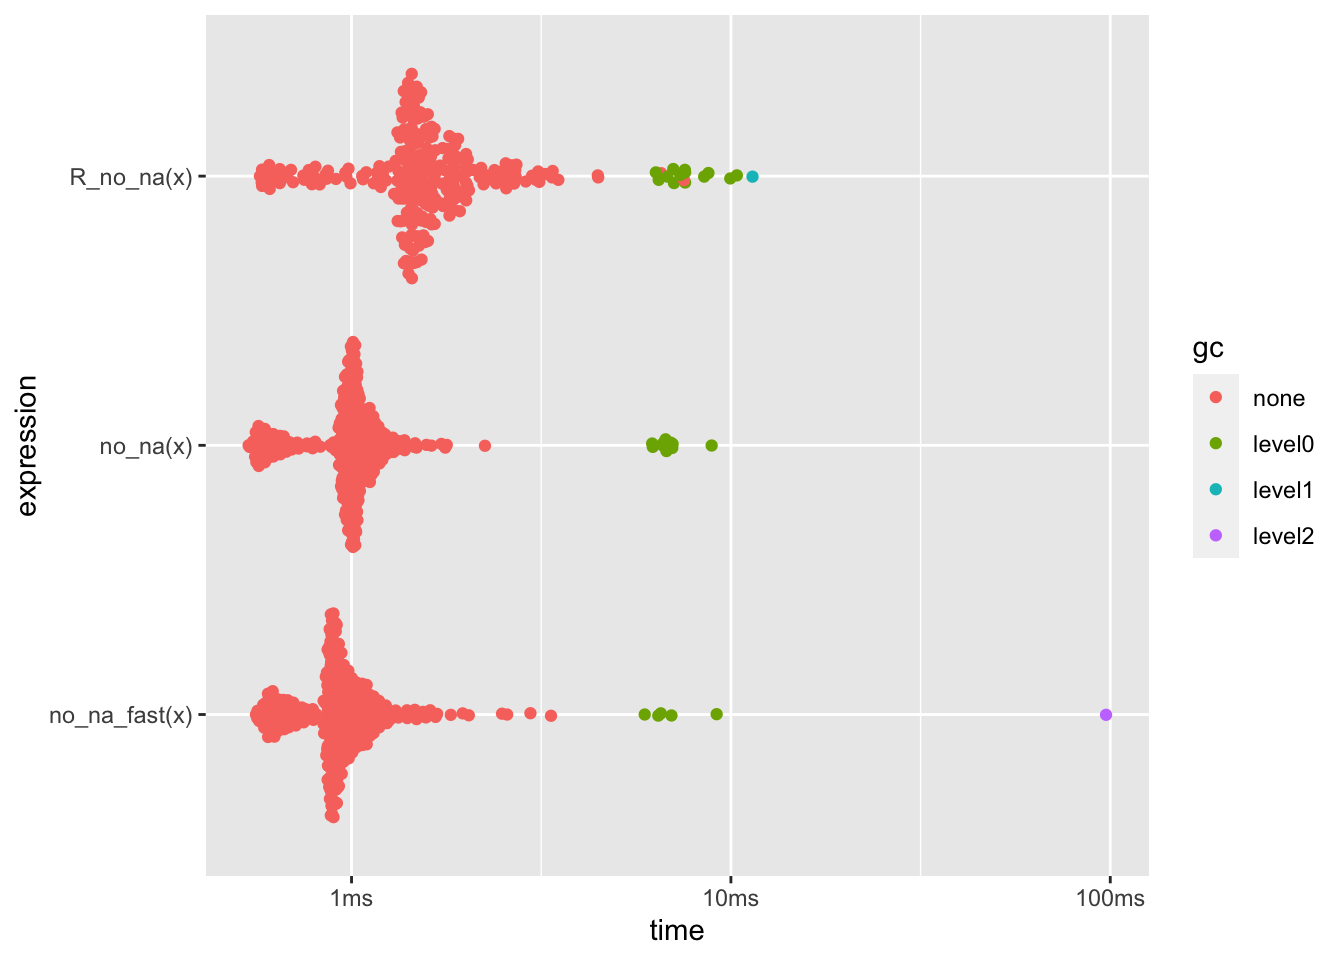 R_no_na(x)
no_na(x)
no_na_fast(x)
expression
1ms
10ms
100ms
time
gc
none
level0
level1
level2